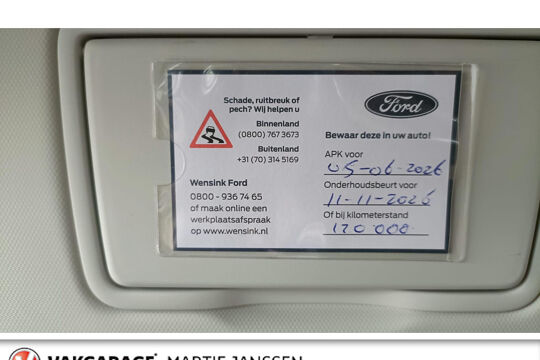 Schade, ruitbreuk of
pech? Wij helpen u
Binnenland
(0800) 767 3673
Buitenland
+31 (70) 314 5169
Wensink Ford
0800 - 936 74 65
of maak online een
werkplaatsafspraak
op www.wensink.nl
Ford
Bewaar deze in uw auto!
APK voor
05-06-2026
Onderhoudsbeurt voor
11-11-2026
Of bij kilometerstand
120 000
VAKGARAGE MARTIE JANSSEN